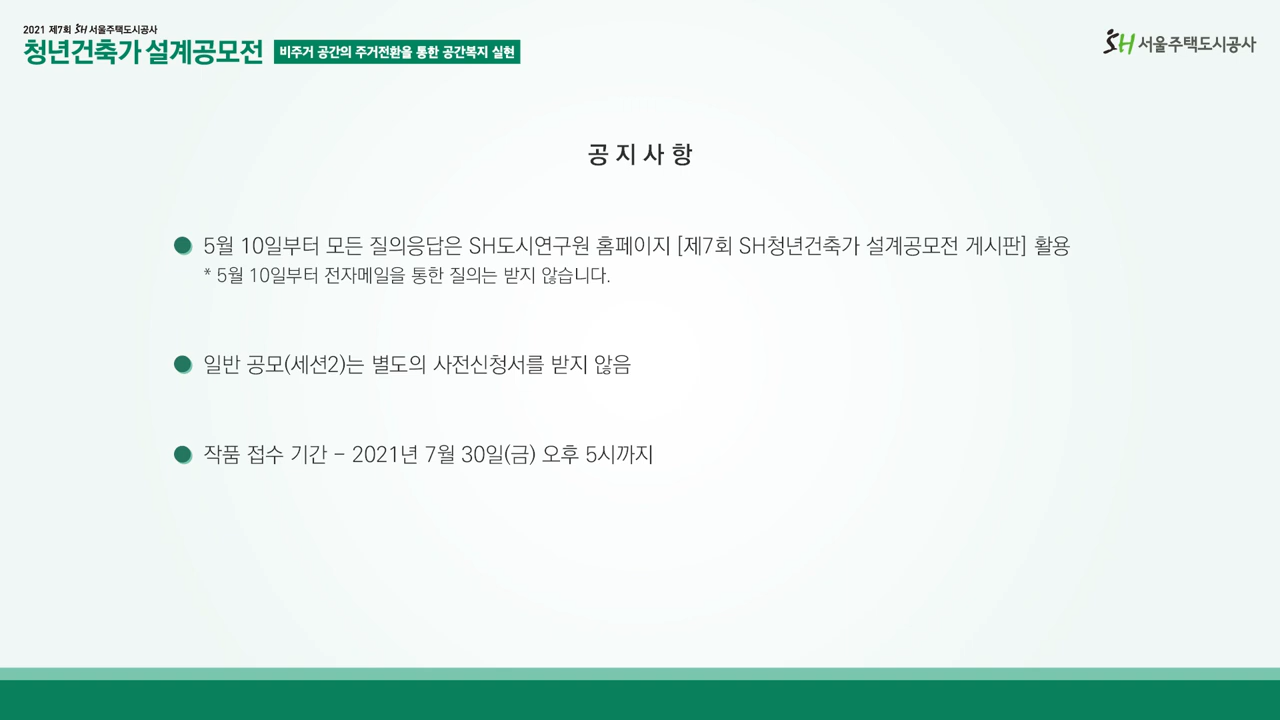 2021 제7회 SH 서울주택도시공사
청년건축가 설계공모전 비주거 공간의 주거전환을 통한 공간복지 실현
SH 서울주택도시공사
공지사항
5월 10일부터 모든 질의응답은 SH도시연구원 홈페이지 [제7회 SH청년건축가 설계공모전 게시판] 활용
* 5월 10일부터 전자메일을 통한 질의는 받지 않습니다.
일반 공모(세션2)는 별도의 사전신청서를 받지 않음
작품 접수 기간 – 2021년 7월 30일(금) 오후 5시까지